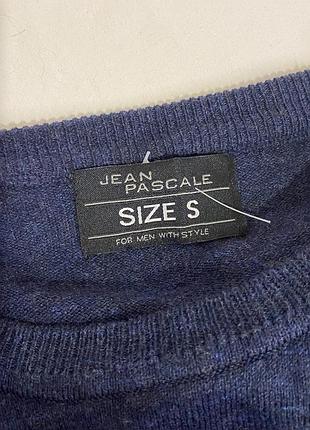 JEAN
PASCALE
SIZE S
FOR MEN WITH STYLE